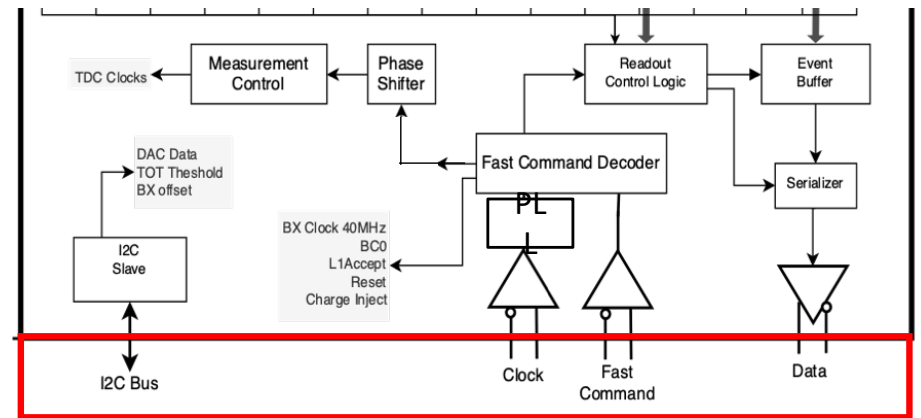 TDC Clocks
Measurement
Control
Phase
Shifter
Readout
Control Logic
Event
Buffer
DAC Data
TOT Theshold
BX offset
Fast Command Decoder
Serializer
PL
L
BX Clock 40MHz
BC0
L1Accept
Reset
Charge Inject
I2C
Slave
I2C Bus
Clock
Fast
Command
Data